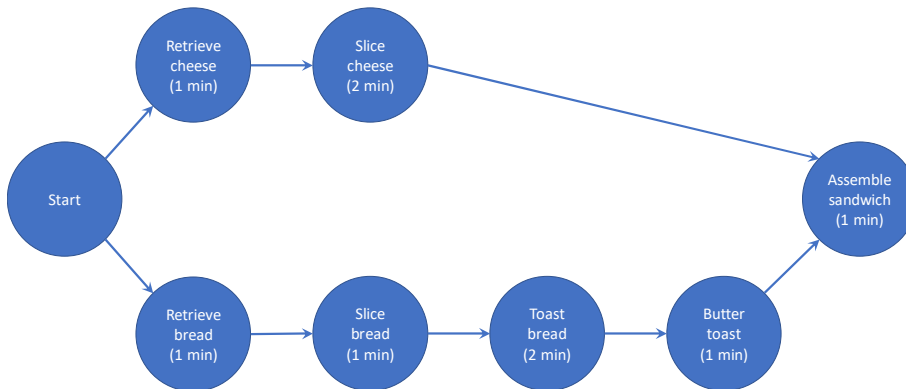 Retrieve
cheese
(1 min)
Slice
cheese
(2 min)
Start
Assemble
sandwich
(1 min)
Retrieve
bread
(1 min)
Slice
bread
(1 min)
Toast
bread
(2 min)
Butter
toast
(1 min)